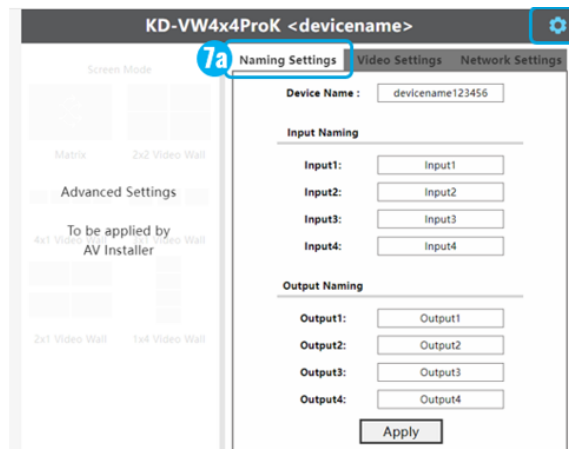 KD-VW4x4ProK <devicename>
7a
Naming Settings
Video Settings
Network Settings
Screen Mode
Matrix
2x2 Video Wall
Advanced Settings
To be applied by
AV Installer
4x1 Video Wall
Video Wall
2x1 Video Wall
1x4 Video Wall
Device Name :
devicename123456
Input Naming
Input1:
Input1
Input2:
Input2
Input3:
Input3
Input4:
Input4
Output Naming
Output1:
Output1
Output2:
Output2
Output3:
Output3
Output4:
Output4
Apply